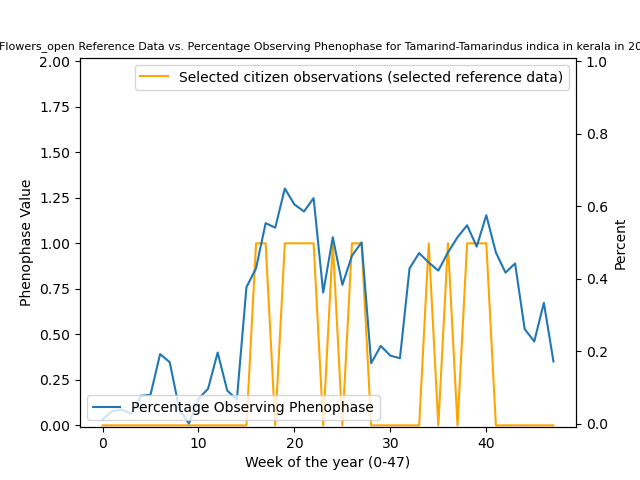 Flowers_open Reference Data vs. Percentage Observing Phenophase for Tamarind-Tamarindus indica in kerala in 20
2.00
1.75
1.50
1.25
1.00
0.75
0.50
0.25
0.00
Phenophase Value
Selected citizen observations (selected reference data)
Percentage Observing Phenophase
1.0
0.8
0.6
0.4
0.2
0.0
Percent
0 10 20 30 40
Week of the year (0-47)